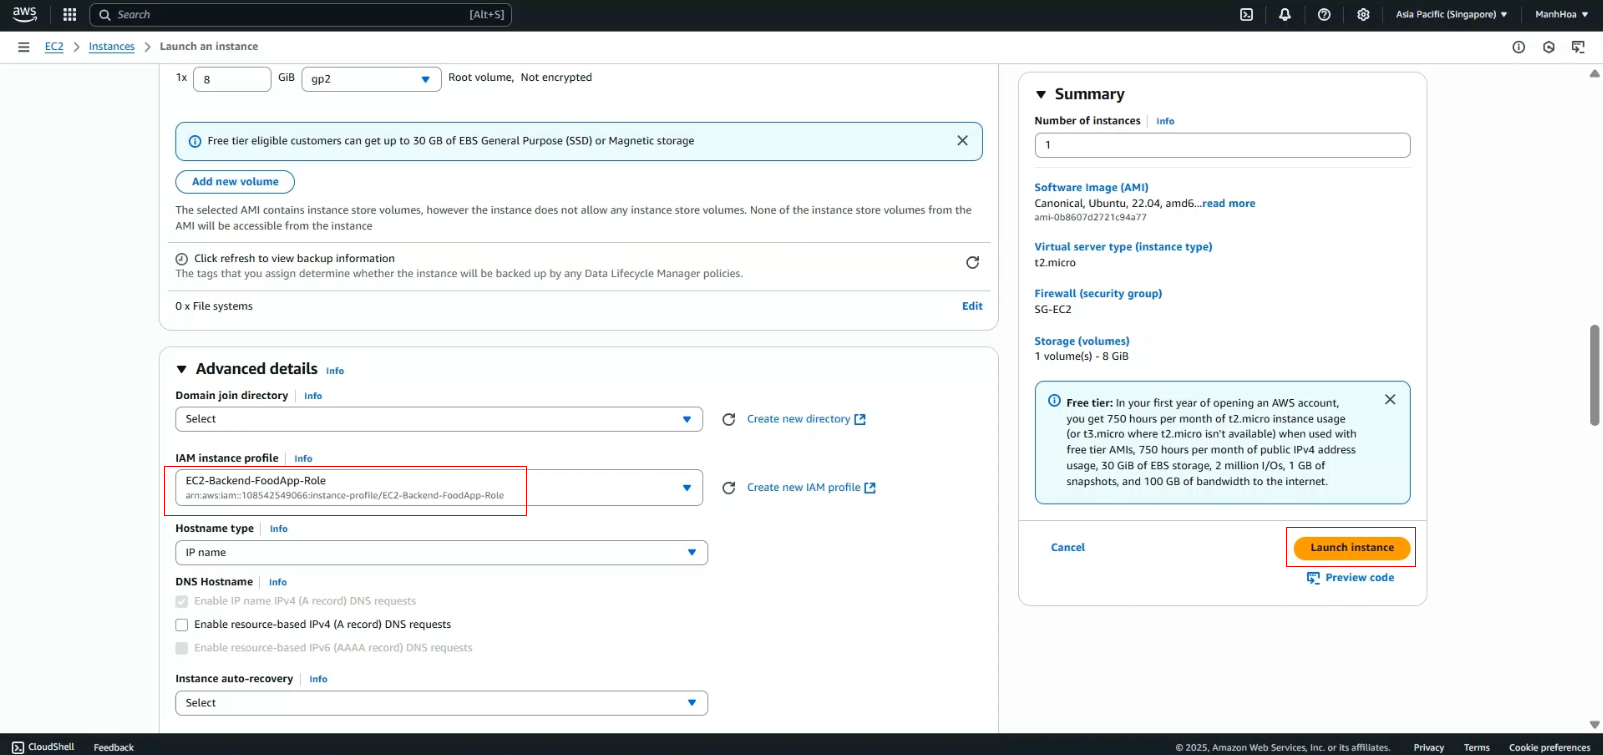 aws
Search
[Alt+S]
Asia Pacific (Singapore)
ManhHoa
EC2
Instances
Launch an instance
1x
8
GiB
gp2
Root volume, Not encrypted
Free tier eligible customers can get up to 30 GB of EBS General Purpose (SSD) or Magnetic storage
Add new volume
The selected AMI contains instance store volumes, however the instance does not allow any instance store volumes. None of the instance store volumes from the
AMI will be accessible from the instance
Click refresh to view backup information
The tags that you assign determine whether the instance will be backed up by any Data Lifecycle Manager policies.
0 x File systems
Edit
Advanced details Info
Domain join directory Info
Select
Create new directory
IAM instance profile Info
EC2-Backend-FoodApp-Role
arn:aws:iam::108542549066:instance-profile/EC2-Backend-FoodApp-Role
Create new IAM profile
Hostname type Info
IP name
DNS Hostname Info
Enable IP name IPv4 (A record) DNS requests
Enable resource-based IPv4 (A record) DNS requests
Enable resource-based IPv6 (AAAA record) DNS requests
Instance auto-recovery Info
Select
Summary
Number of instances Info
1
Software Image (AMI)
Canonical, Ubuntu, 22.04, amd6...read more
ami-0b8607d2721c94a77
Virtual server type (instance type)
t2.micro
Firewall (security group)
SG-EC2
Storage (volumes)
1 volume(s) - 8 GiB
Free tier: In your first year of opening an AWS account,
you get 750 hours per month of t2.micro instance usage
(or t3.micro where t2.micro isn't available) when used with
free tier AMIs, 750 hours per month of public IPv4 address
usage, 30 GiB of EBS storage, 2 million I/Os, 1 GB of
snapshots, and 100 GB of bandwidth to the internet.
Cancel
Launch instance
Preview code
CloudShell
Feedback
© 2025, Amazon Web Services, Inc. or its affiliates.
Privacy
Terms
Cookie preferences